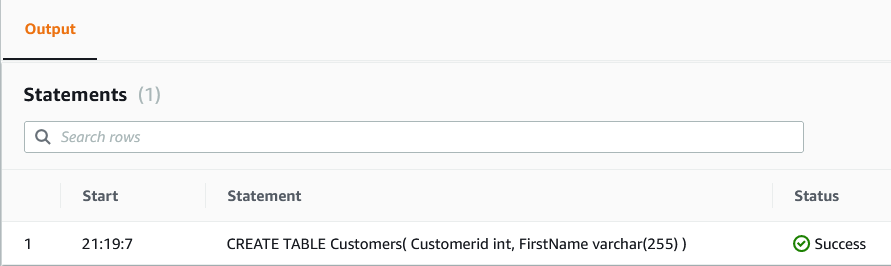 Output
Statements (1)
Search rows
Start Statement Status
1 21:19:7 CREATE TABLE Customers( Customerid int, FirstName varchar(255) ) Success